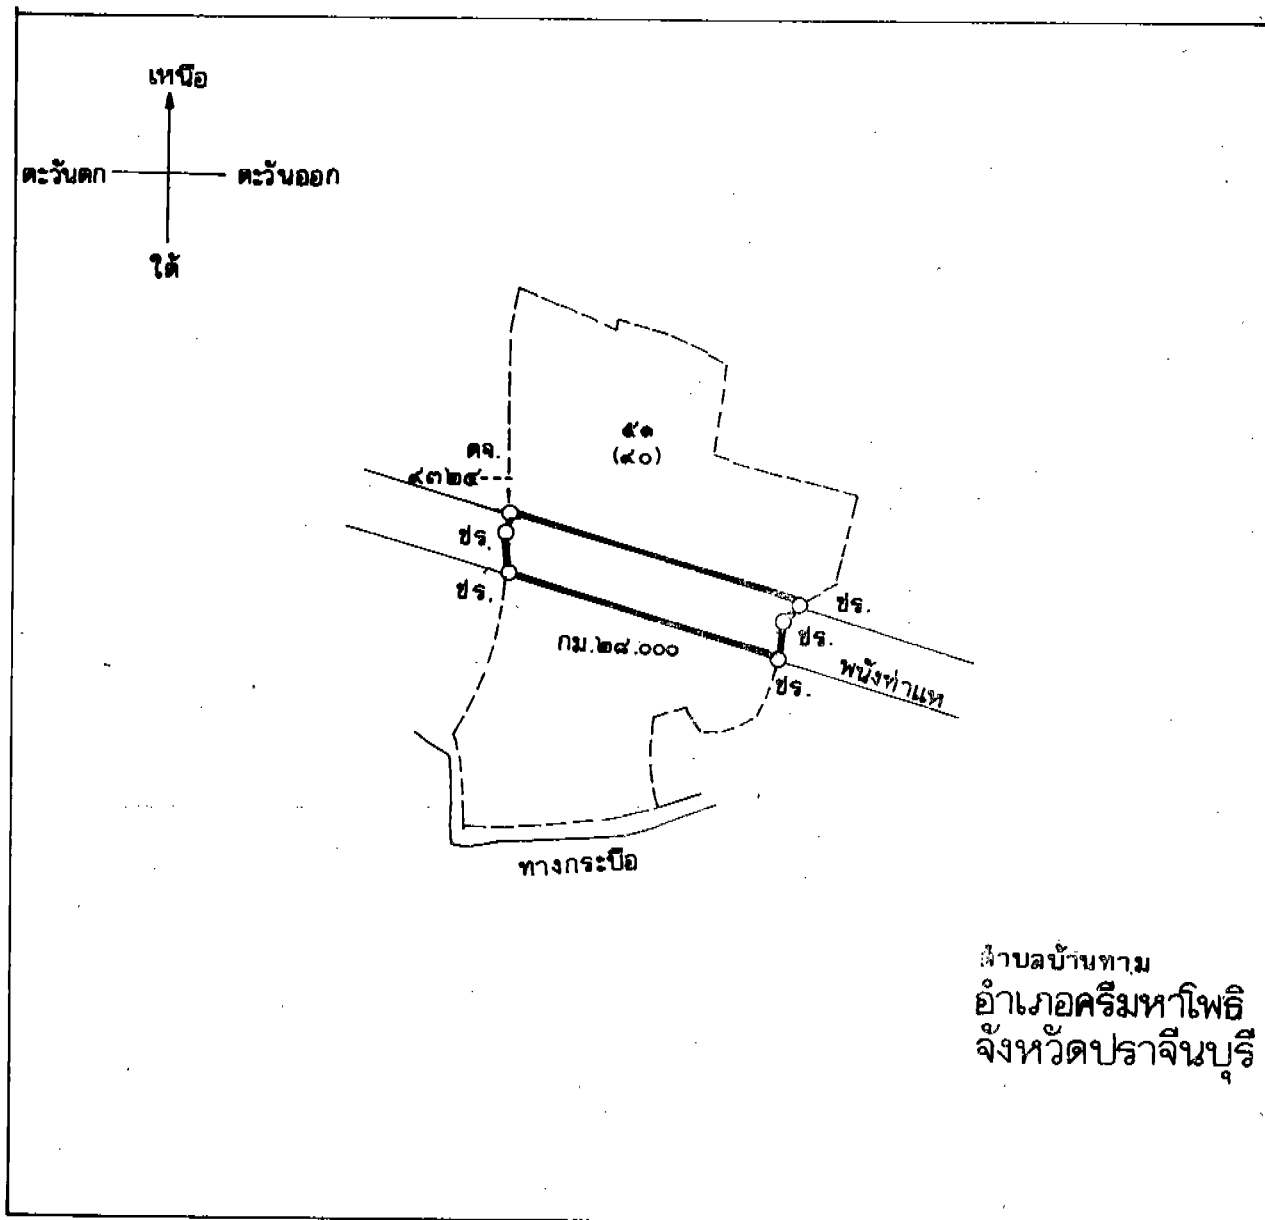 เหนือ
ตะวันตก
ตะวันออก
ใต้
๕๑
(๙๐)
ตจ.
๙๓๒๕
ชร.
ชร.
ชร.
ชร.
ชร.
กม.๒๘.๐๐๐
พนังท่าแห
ทางกระบือ
ตำบลบ้านทาม
อำเภอศรีมหาโพธิ
จังหวัดปราจีนบุรี